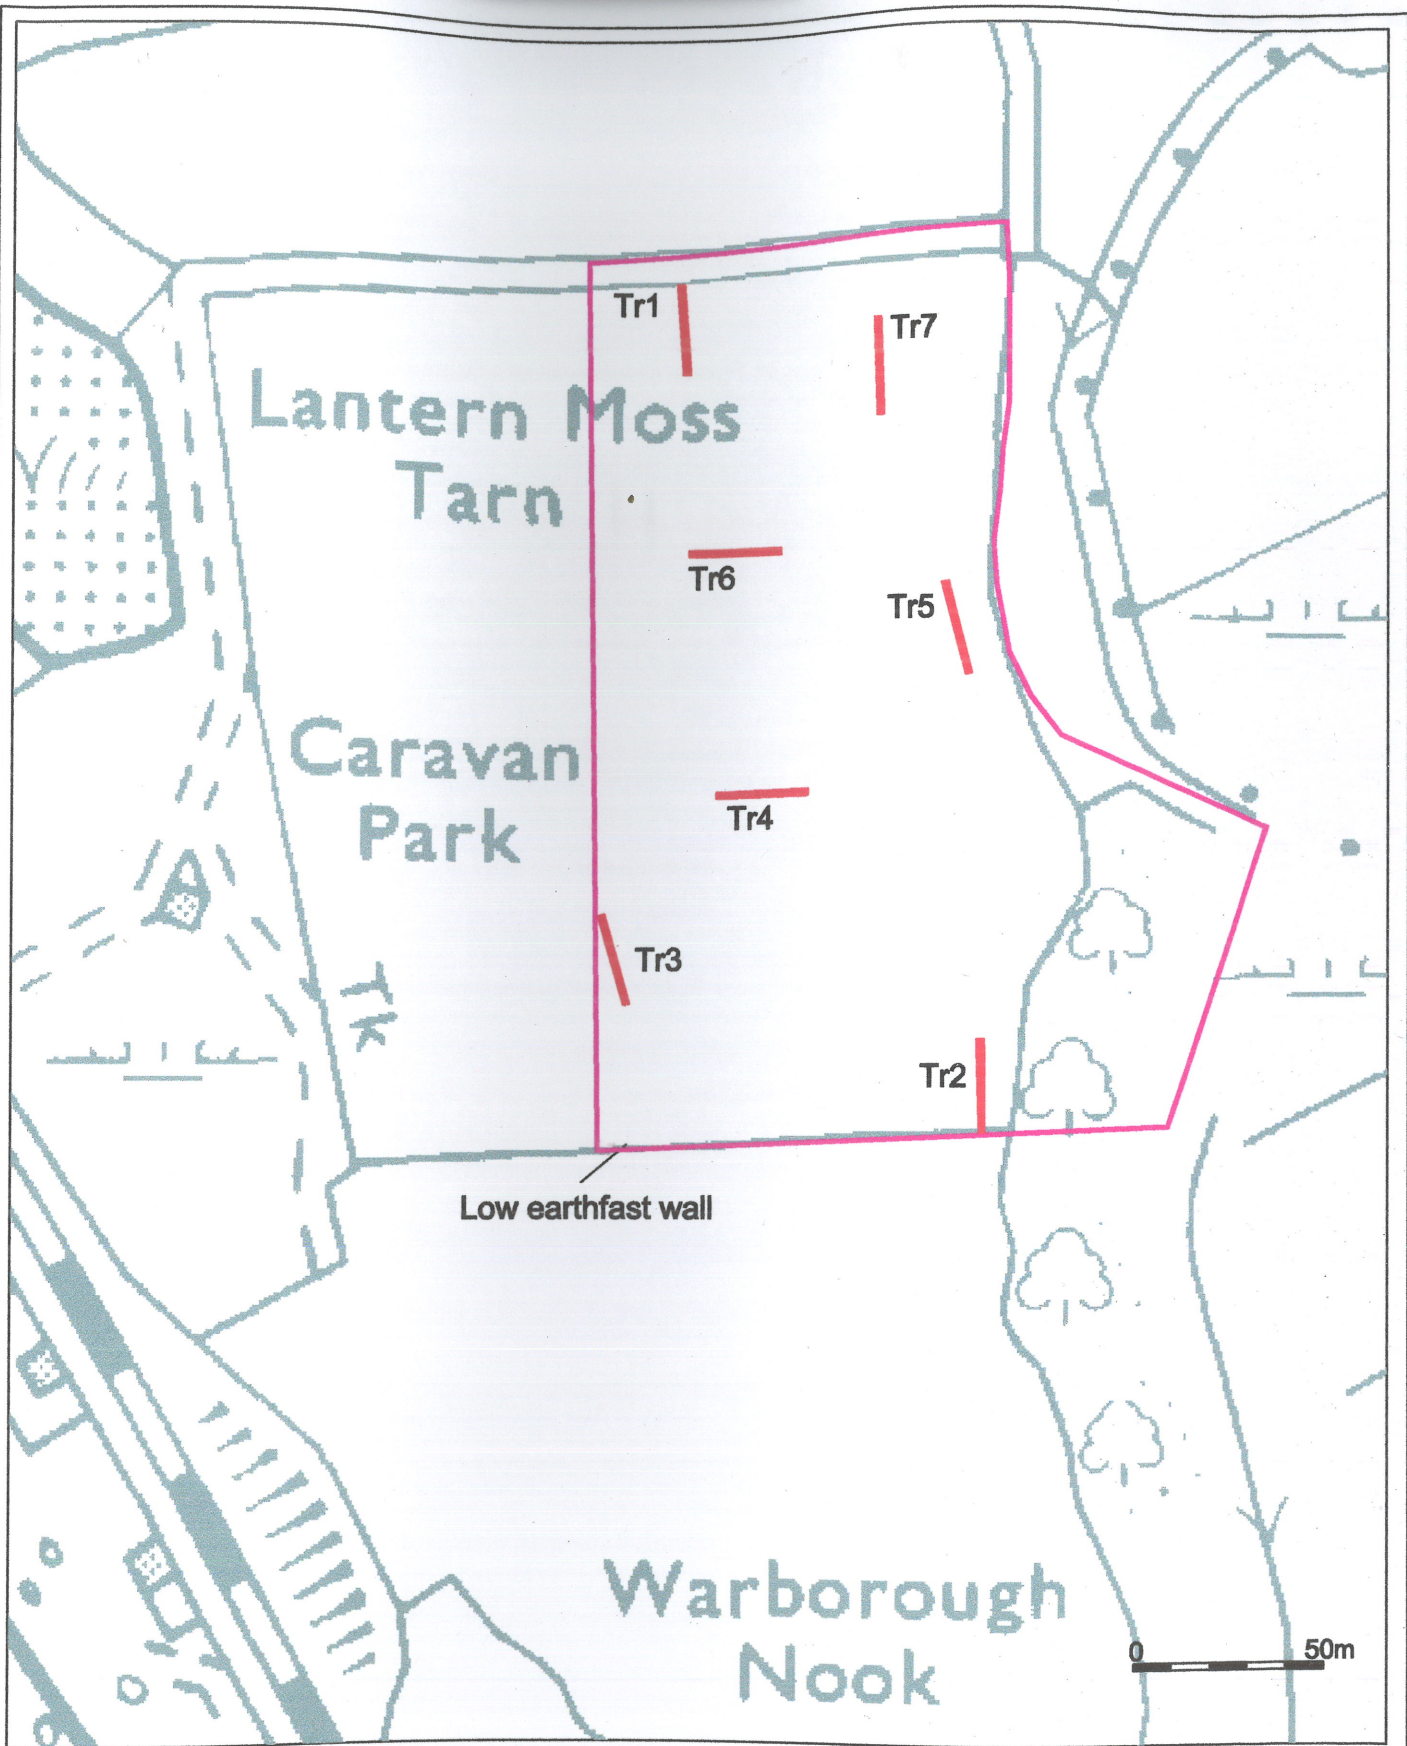 Tr1
Tr7
Lantern Moss
Tarn
Tr6
Tr5
Caravan
Park
Tr4
Tr3
Tk
Tr2
Low earthfast wall
Warborough
Nook
0 50m